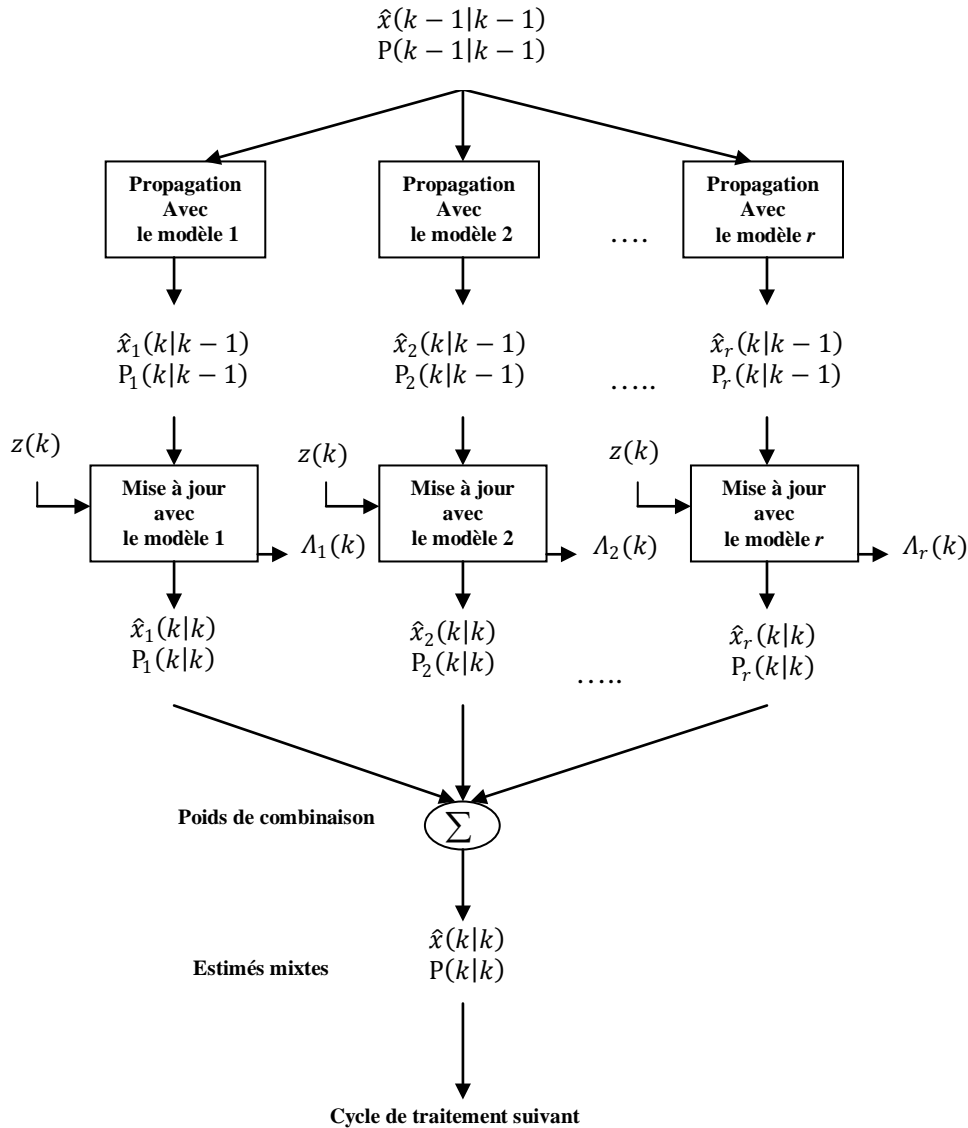 x̂(k − 1|k − 1)
P(k − 1|k − 1)
Propagation
Avec
le modèle 1
Propagation
Avec
le modèle 2
....
Propagation
Avec
le modèle r
x̂₁(k|k − 1)
P₁(k|k − 1)
x̂₂(k|k − 1)
P₂(k|k − 1)
.....
x̂ᵣ(k|k − 1)
Pᵣ(k|k − 1)
z(k)
Mise à jour
avec
le modèle 1
Λ₁(k)
z(k)
Mise à jour
avec
le modèle 2
Λ₂(k)
z(k)
Mise à jour
avec
le modèle r
Λᵣ(k)
x̂₁(k|k)
P₁(k|k)
x̂₂(k|k)
P₂(k|k)
.....
x̂ᵣ(k|k)
Pᵣ(k|k)
Poids de combinaison
∑
x̂(k|k)
P(k|k)
Estimés mixtes
Cycle de traitement suivant